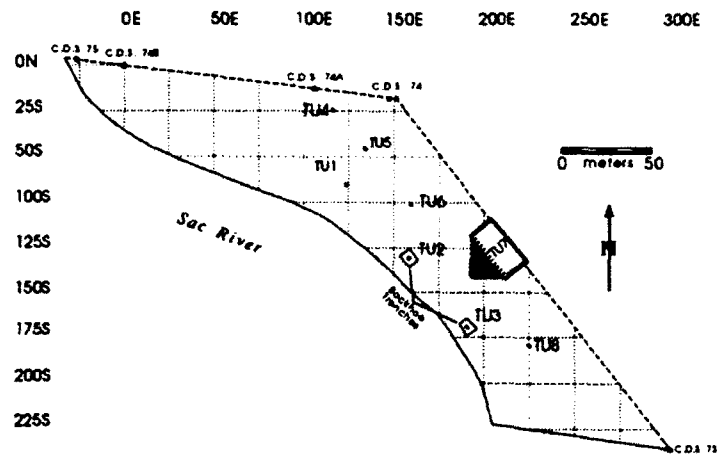 0E 50E 100E 150E 200E 250E 300E
C.D.S. 75
C.D.S. 74B
C.D.S. 74A
C.D.S. 74
0N
25S
50S
100S
125S
150S
175S
200S
225S
TU4
TU5
TU1
TU6
TU2
TU7
TU3
TU8
Sac River
Backhoe
Trenches
0 meters 50
N
C.D.S 73